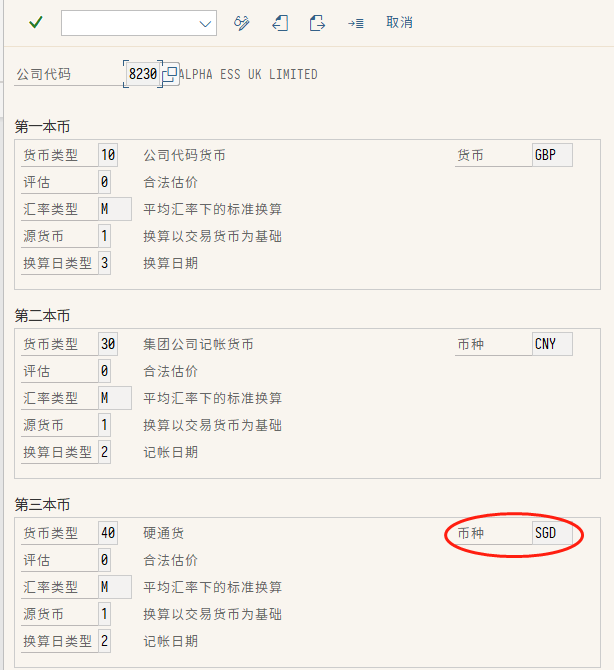 取消
公司代码 8230 ALPHA ESS UK LIMITED
第一本币
货币类型 10 公司代码货币 货币 GBP
评估 0 合法估价
汇率类型 M 平均汇率下的标准换算
源货币 1 换算以交易货币为基础
换算日类型 3 换算日期
第二本币
货币类型 30 集团公司记帐货币 币种 CNY
评估 0 合法估价
汇率类型 M 平均汇率下的标准换算
源货币 1 换算以交易货币为基础
换算日类型 2 记帐日期
第三本币
货币类型 40 硬通货 币种 SGD
评估 0 合法估价
汇率类型 M 平均汇率下的标准换算
源货币 1 换算以交易货币为基础
换算日类型 2 记帐日期